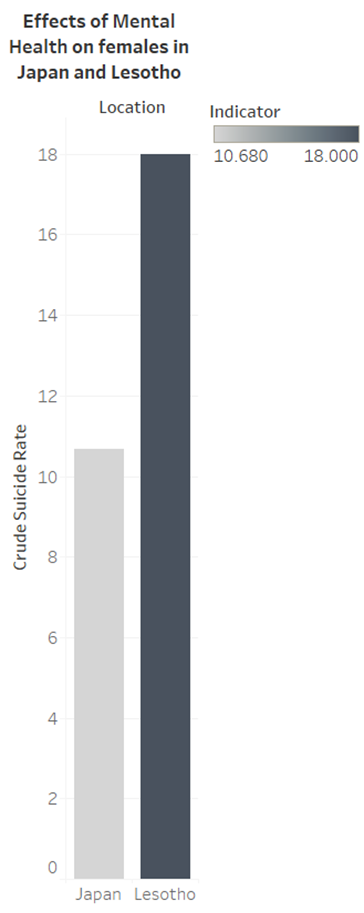 Effects of Mental
Health on females in
Japan and Lesotho
Location
Indicator
10.680 18.000
Crude Suicide Rate
18
16
14
12
10
8
6
4
2
0
Japan Lesotho